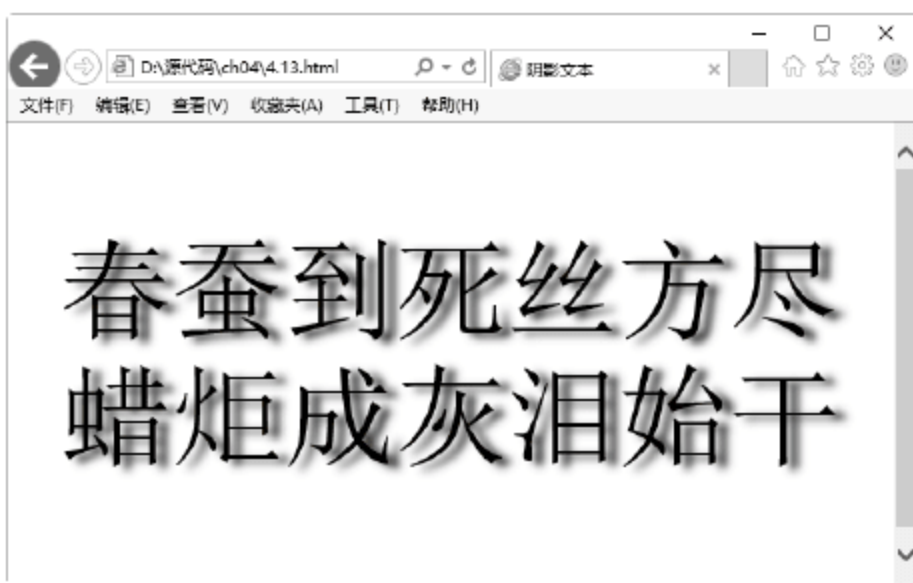 D:\源代码\ch04\4.13.html 阴影文本
文件(F) 编辑(E) 查看(V) 收藏夹(A) 工具(T) 帮助(H)
春蚕到死丝方尽
蜡炬成灰泪始干